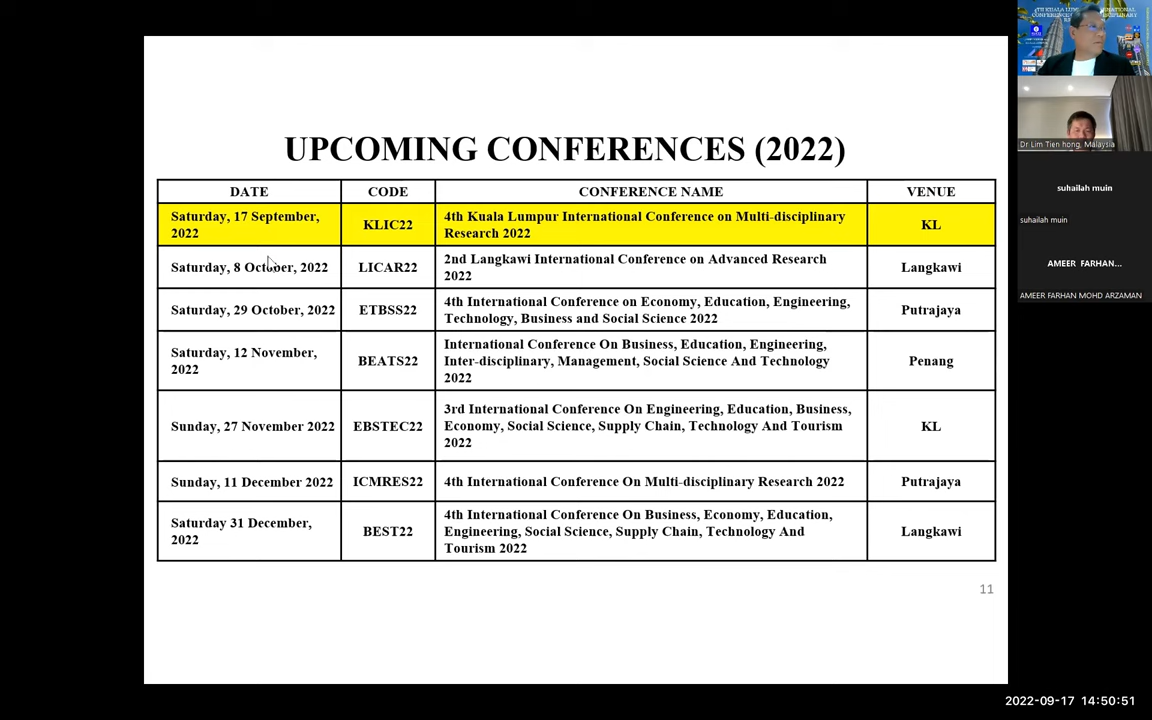 UPCOMING CONFERENCES (2022)
DATE CODE CONFERENCE NAME VENUE
Saturday, 17 September,
2022
KLIC22
4th Kuala Lumpur International Conference on Multi-disciplinary
Research 2022
KL
Saturday, 8 October, 2022
LICAR22
2nd Langkawi International Conference on Advanced Research
2022
Langkawi
Saturday, 29 October, 2022
ETBSS22
4th International Conference on Economy, Education, Engineering,
Technology, Business and Social Science 2022
Putrajaya
Saturday, 12 November,
2022
BEATS22
International Conference On Business, Education, Engineering,
Inter-disciplinary, Management, Social Science And Technology
2022
Penang
Sunday, 27 November 2022
EBSTEC22
3rd International Conference On Engineering, Education, Business,
Economy, Social Science, Supply Chain, Technology And Tourism
2022
KL
Sunday, 11 December 2022
ICMRES22
4th International Conference On Multi-disciplinary Research 2022
Putrajaya
Saturday 31 December,
2022
BEST22
4th International Conference On Business, Economy, Education,
Engineering, Social Science, Supply Chain, Technology And
Tourism 2022
Langkawi
11
Dr Lim Tien hong, Malaysia
suhailah muin
suhailah muin
AMEER FARHAN...
AMEER FARHAN MOHD ARZAMAN
2022-09-17 14:50:51